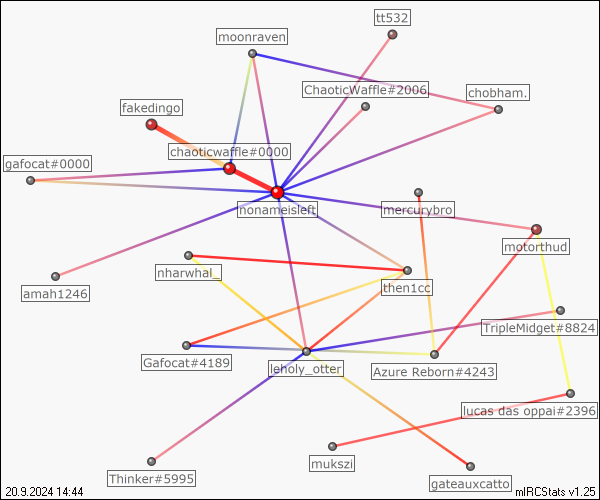 tt532
moonraven
ChaoticWaffle#2006
chobham.
fakedingo
chaoticwaffle#0000
gafocat#0000
nonameisleft
mercurybro
motorthud
nharwhal_
then1cc
amah1246
TripleMidget#8824
Gafocat#4189
leholy_otter
Azure Reborn#4243
lucas das oppai#2396
mukszi
Thinker#5995
gateauxcatto
20.9.2024 14:44
mIRCStats v1.25